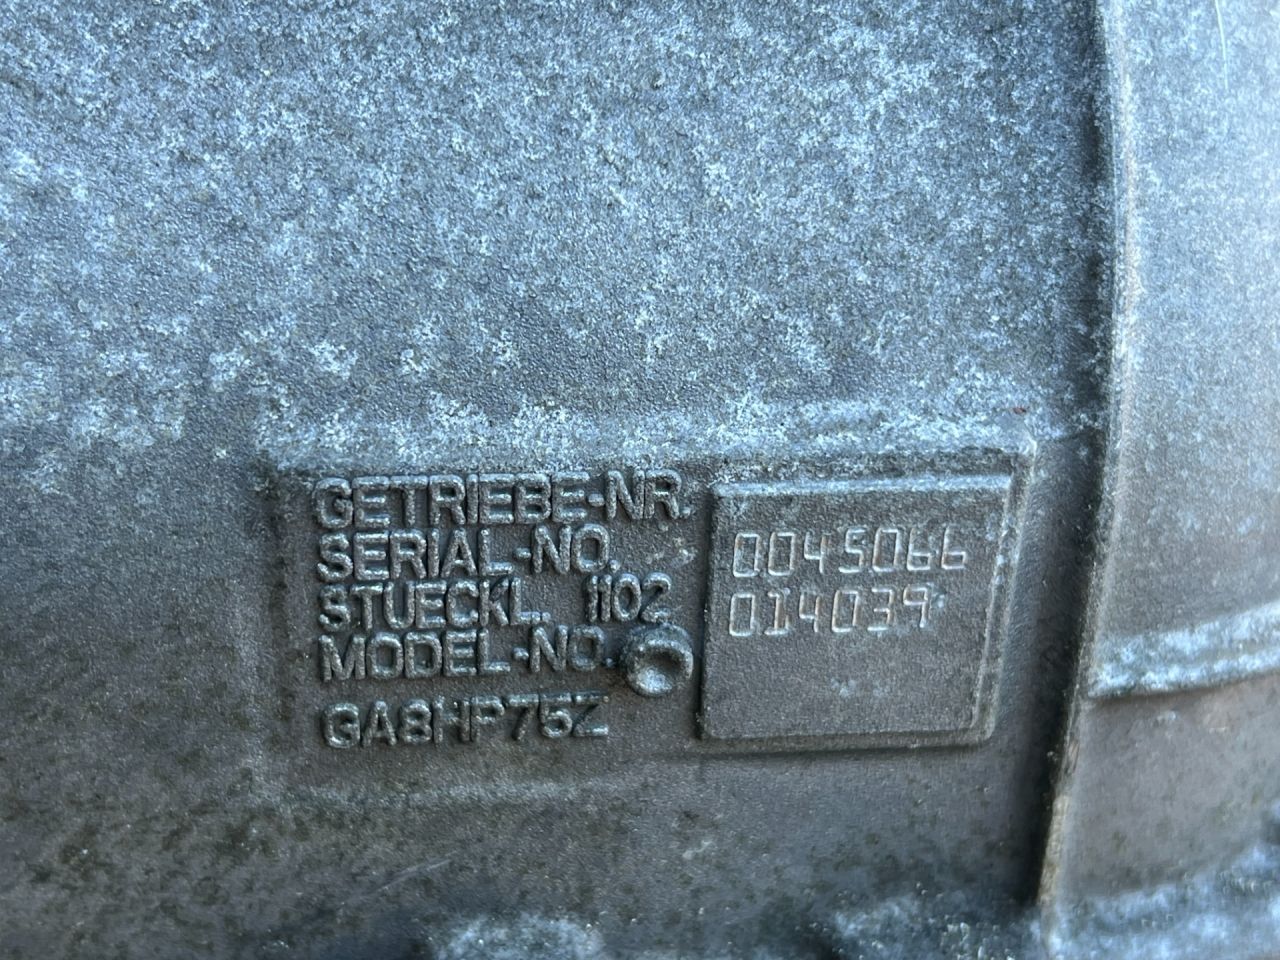 GETRIEBE-NR.
SERIAL-NO.
STUECKL. 1102
MODEL-NO.
GA8HP75Z
0045066
014039